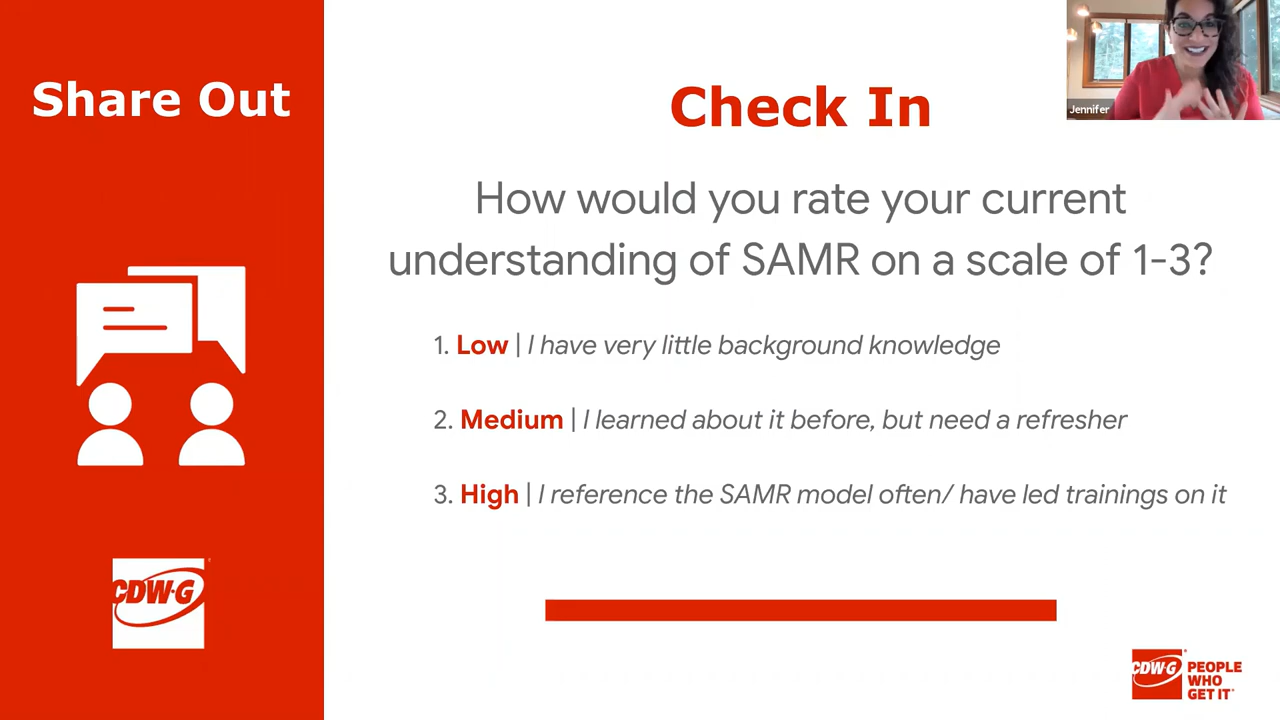 Share Out
Check In
Jennifer
How would you rate your current
understanding of SAMR on a scale of 1-3?
1. Low | I have very little background knowledge
2. Medium | I learned about it before, but need a refresher
3. High | I reference the SAMR model often/ have led trainings on it
CDW·G
CDW·G
PEOPLE
WHO
GET IT